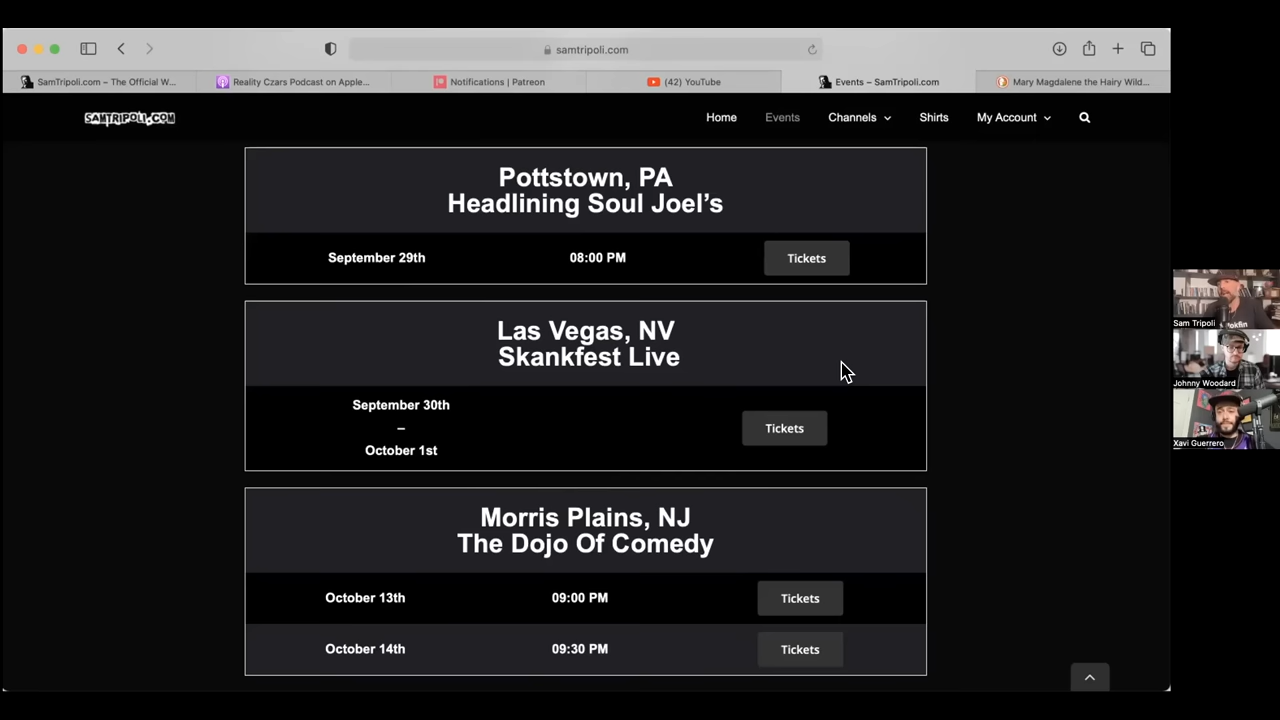 samtripoli.com
SamTripoli.com – The Official W...
Reality Czars Podcast on Apple...
Notifications | Patreon
(42) YouTube
Events – SamTripoli.com
Mary Magdalene the Hairy Wild...
SAMTRIPOLI.COM
Home
Events
Channels
Shirts
My Account
Pottstown, PA
Headlining Soul Joel’s
September 29th
08:00 PM
Tickets
Las Vegas, NV
Skankfest Live
September 30th
–
October 1st
Tickets
Morris Plains, NJ
The Dojo Of Comedy
October 13th
09:00 PM
Tickets
October 14th
09:30 PM
Tickets
Sam Tripoli
Johnny Woodard
Xavi Guerrero